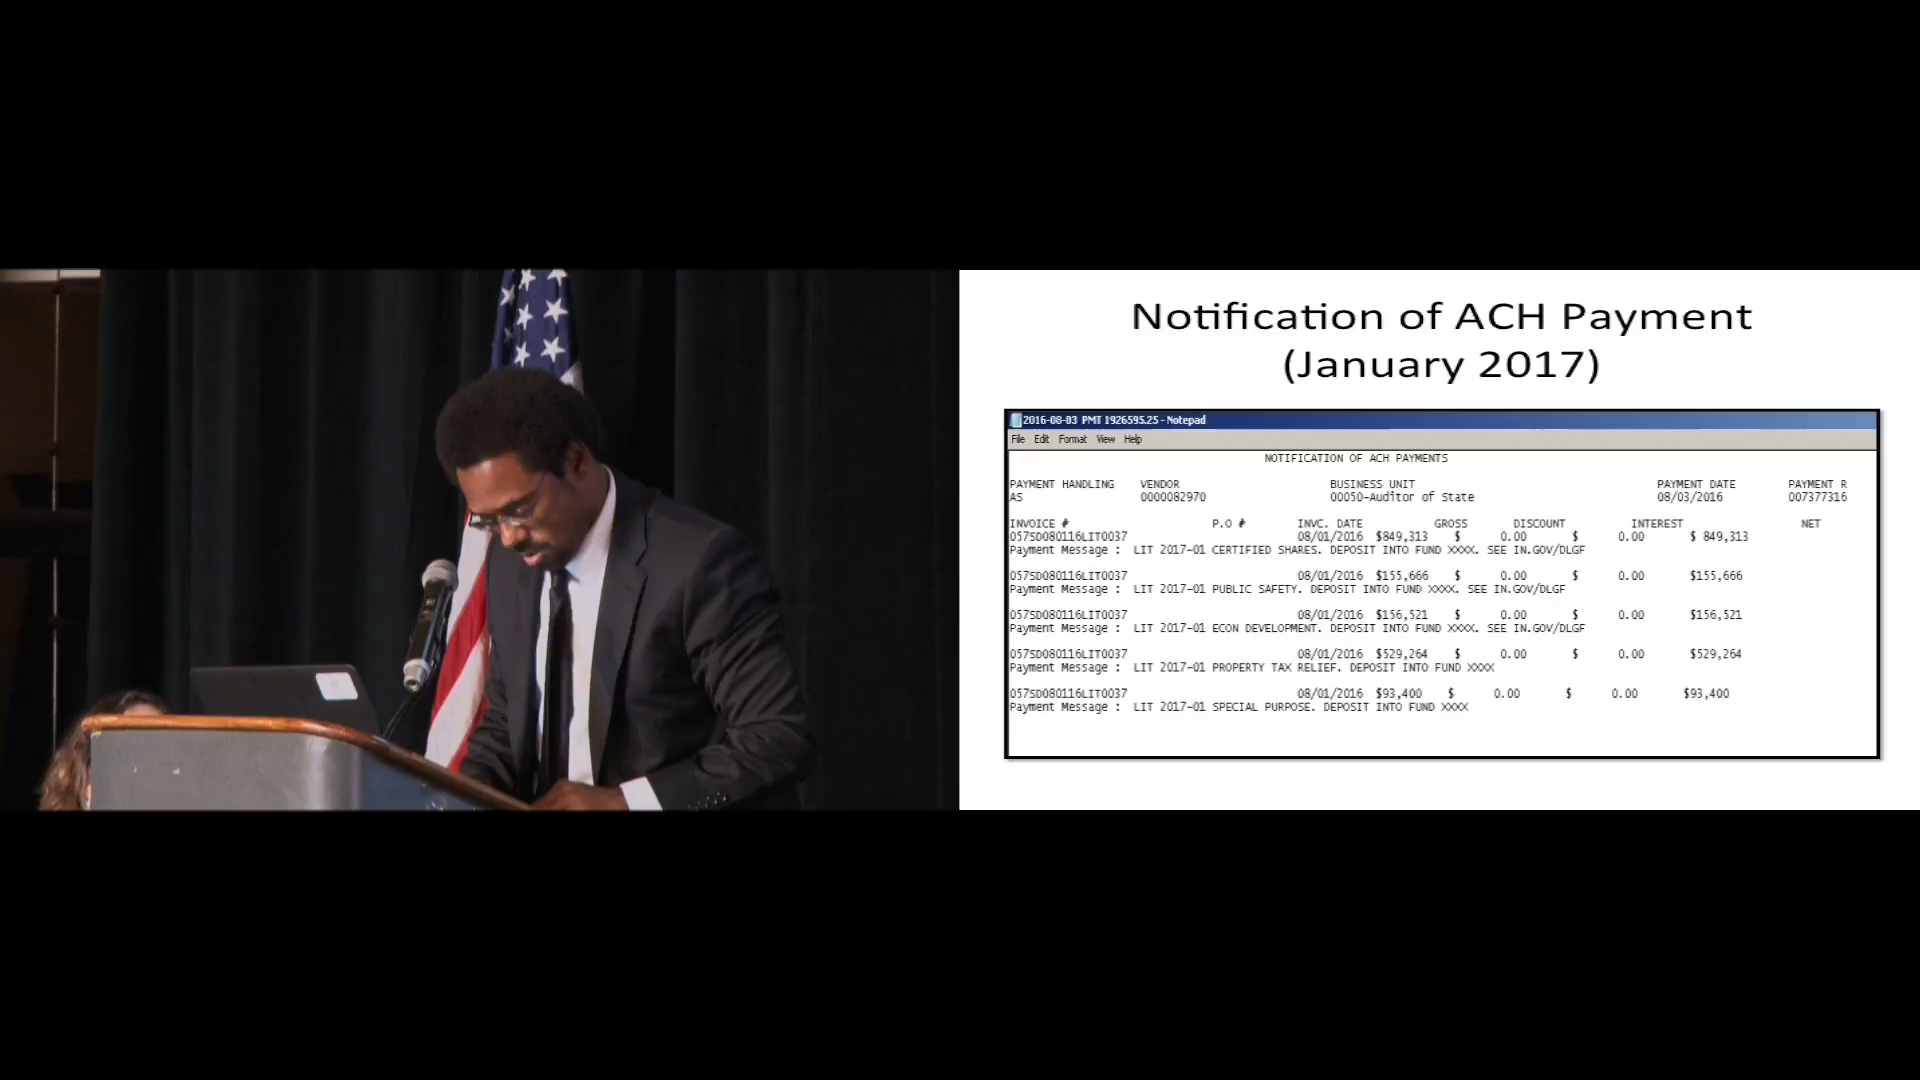 Notification of ACH Payment
(January 2017)
2016-08-03 PMT 1926595.25 - Notepad
File Edit Format View Help
NOTIFICATION OF ACH PAYMENTS
PAYMENT HANDLING VENDOR BUSINESS UNIT PAYMENT DATE PAYMENT R
AS 0000082970 00050-Auditor of State 08/03/2016 007377316
INVOICE # P.O # INVC. DATE GROSS DISCOUNT INTEREST NET
057SD080116LIT0037 08/01/2016 $849,313 $ 0.00 $ 0.00 $ 849,313
Payment Message : LIT 2017-01 CERTIFIED SHARES. DEPOSIT INTO FUND XXXX. SEE IN.GOV/DLGF
057SD080116LIT0037 08/01/2016 $155,666 $ 0.00 $ 0.00 $155,666
Payment Message : LIT 2017-01 PUBLIC SAFETY. DEPOSIT INTO FUND XXXX. SEE IN.GOV/DLGF
057SD080116LIT0037 08/01/2016 $156,521 $ 0.00 $ 0.00 $156,521
Payment Message : LIT 2017-01 ECON DEVELOPMENT. DEPOSIT INTO FUND XXXX. SEE IN.GOV/DLGF
057SD080116LIT0037 08/01/2016 $529,264 $ 0.00 $ 0.00 $529,264
Payment Message : LIT 2017-01 PROPERTY TAX RELIEF. DEPOSIT INTO FUND XXXX
057SD080116LIT0037 08/01/2016 $93,400 $ 0.00 $ 0.00 $93,400
Payment Message : LIT 2017-01 SPECIAL PURPOSE. DEPOSIT INTO FUND XXXX